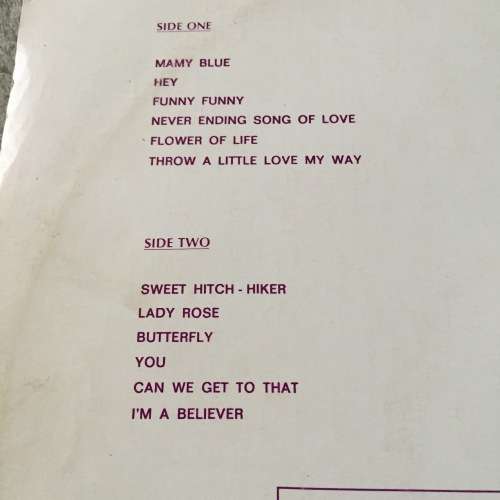 SIDE ONE
MAMY BLUE
HEY
FUNNY FUNNY
NEVER ENDING SONG OF LOVE
FLOWER OF LIFE
THROW A LITTLE LOVE MY WAY
SIDE TWO
SWEET HITCH - HIKER
LADY ROSE
BUTTERFLY
YOU
CAN WE GET TO THAT
I'M A BELIEVER